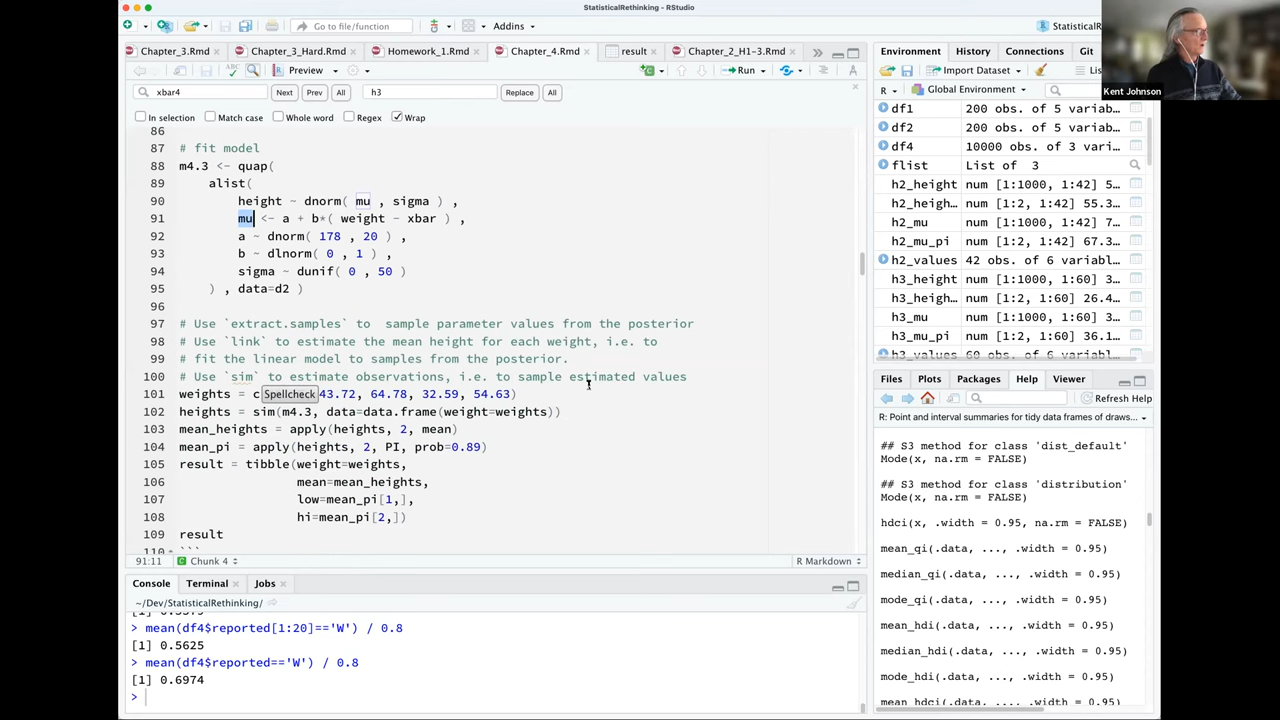 StatisticalRethinking - RStudio
Go to file/function
Addins
StatisticalR
Kent Johnson
Chapter_3.Rmd
Chapter_3_Hard.Rmd
Homework_1.Rmd
Chapter_4.Rmd
result
Chapter_2_H1-3.Rmd
Preview
Run
xbar4
Next
Prev
All
h3
Replace
All
In selection
Match case
Whole word
Regex
Wrap
86
87 # fit model
88 m4.3 <- quap(
89 alist(
90 height ~ dnorm( mu , sigma ) ,
91 mu <- a + b*( weight - xbar ) ,
92 a ~ dnorm( 178 , 20 ) ,
93 b ~ dlnorm( 0 , 1 ) ,
94 sigma ~ dunif( 0 , 50 )
95 ) , data=d2 )
96
97 # Use `extract.samples` to  sample parameter values from the posterior
98 # Use `link` to estimate the mean height for each weight, i.e. to
99 # fit the linear model to samples from the posterior.
100 # Use `sim` to estimate observations, i.e. to sample estimated values
101 weights = c
Spellcheck
43.72, 64.78, 32.59, 54.63)
102 heights = sim(m4.3, data=data.frame(weight=weights))
103 mean_heights = apply(heights, 2, mean)
104 mean_pi = apply(heights, 2, PI, prob=0.89)
105 result = tibble(weight=weights,
106 mean=mean_heights,
107 low=mean_pi[1,],
108 hi=mean_pi[2,])
109 result
110 ```
91:11
Chunk 4
R Markdown
Console
Terminal
Jobs
~/Dev/StatisticalRethinking/
> mean(df4$reported[1:20]=='W') / 0.8
[1] 0.5625
> mean(df4$reported=='W') / 0.8
[1] 0.6974
>
Environment
History
Connections
Git
Import Dataset
Lis
R
Global Environment
df1 200 obs. of 5 variab…
df2 200 obs. of 5 variab…
df4 10000 obs. of 3 vari…
flist List of  3
h2_height num [1:1000, 1:42] 5…
h2_heigh… num [1:2, 1:42] 55.3…
h2_mu num [1:1000, 1:42] 7…
h2_mu_pi num [1:2, 1:42] 67.3…
h2_values 42 obs. of 6 variabl…
h3_height num [1:1000, 1:60] 3…
h3_heigh… num [1:2, 1:60] 26.4…
h3_mu num [1:1000, 1:60] 3…
h3_mu_pi num [1:2, 1:60] 36.1…
h3_values 60 obs. of 6 variabl…
Files
Plots
Packages
Help
Viewer
Refresh Help
R: Point and interval summaries for tidy data frames of draws...
## S3 method for class 'dist_default'
Mode(x, na.rm = FALSE)
## S3 method for class 'distribution'
Mode(x, na.rm = FALSE)
hdci(x, .width = 0.95, na.rm = FALSE)
mean_qi(.data, ..., .width = 0.95)
median_qi(.data, ..., .width = 0.95)
mode_qi(.data, ..., .width = 0.95)
mean_hdi(.data, ..., .width = 0.95)
median_hdi(.data, ..., .width = 0.95)
mode_hdi(.data, ..., .width = 0.95)
mean_hdci(.data, ..., .width = 0.95)